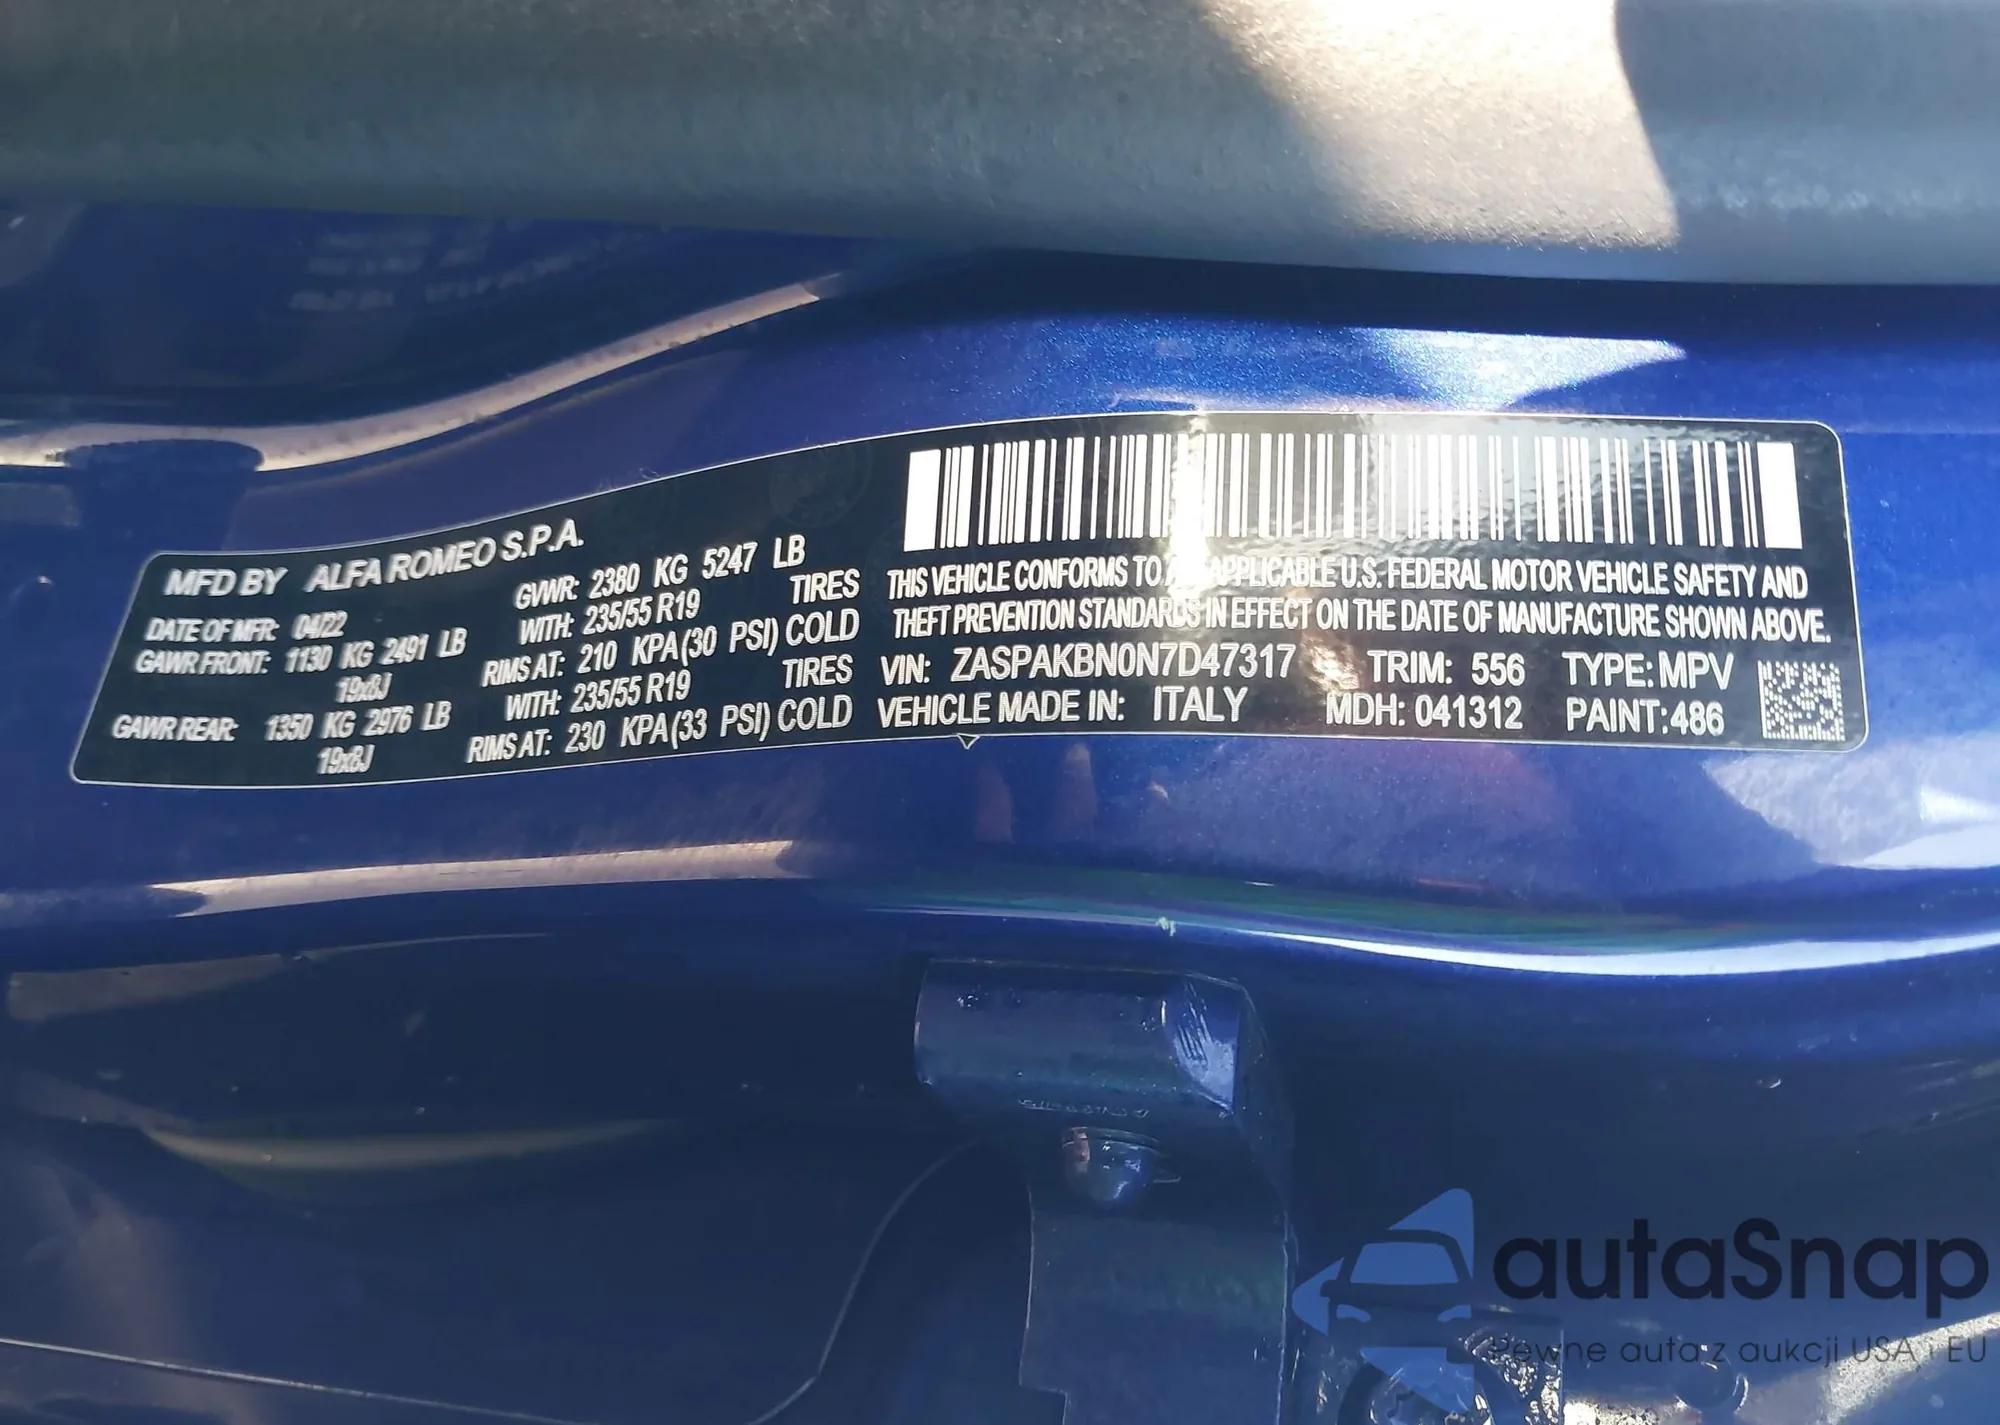 MFD BY ALFA ROMEO S.P.A.
DATE OF MFR: 04/22 GVWR: 2380 KG 5247 LB
GAWR FRONT: 1130 KG 2491 LB WITH: 235/55 R19 TIRES
19x8J RIMS AT: 210 KPA (30 PSI) COLD
GAWR REAR: 1350 KG 2976 LB WITH: 235/55 R19 TIRES
19x8J RIMS AT: 230 KPA (33 PSI) COLD
THIS VEHICLE CONFORMS TO APPLICABLE U.S. FEDERAL MOTOR VEHICLE SAFETY AND
THEFT PREVENTION STANDARDS IN EFFECT ON THE DATE OF MANUFACTURE SHOWN ABOVE.
VIN: ZASPAKBN0N7D47317 TRIM: 556 TYPE: MPV
VEHICLE MADE IN: ITALY MDH: 041312 PAINT: 486
autaSnap
Pewne auta z aukcji USA i EU